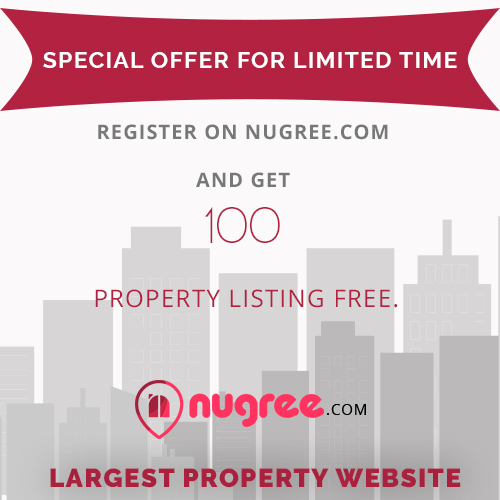 SPECIAL OFFER FOR LIMITED TIME
REGISTER ON NUGREE.COM
AND GET
100
PROPERTY LISTING FREE.
nugree.COM
LARGEST PROPERTY WEBSITE